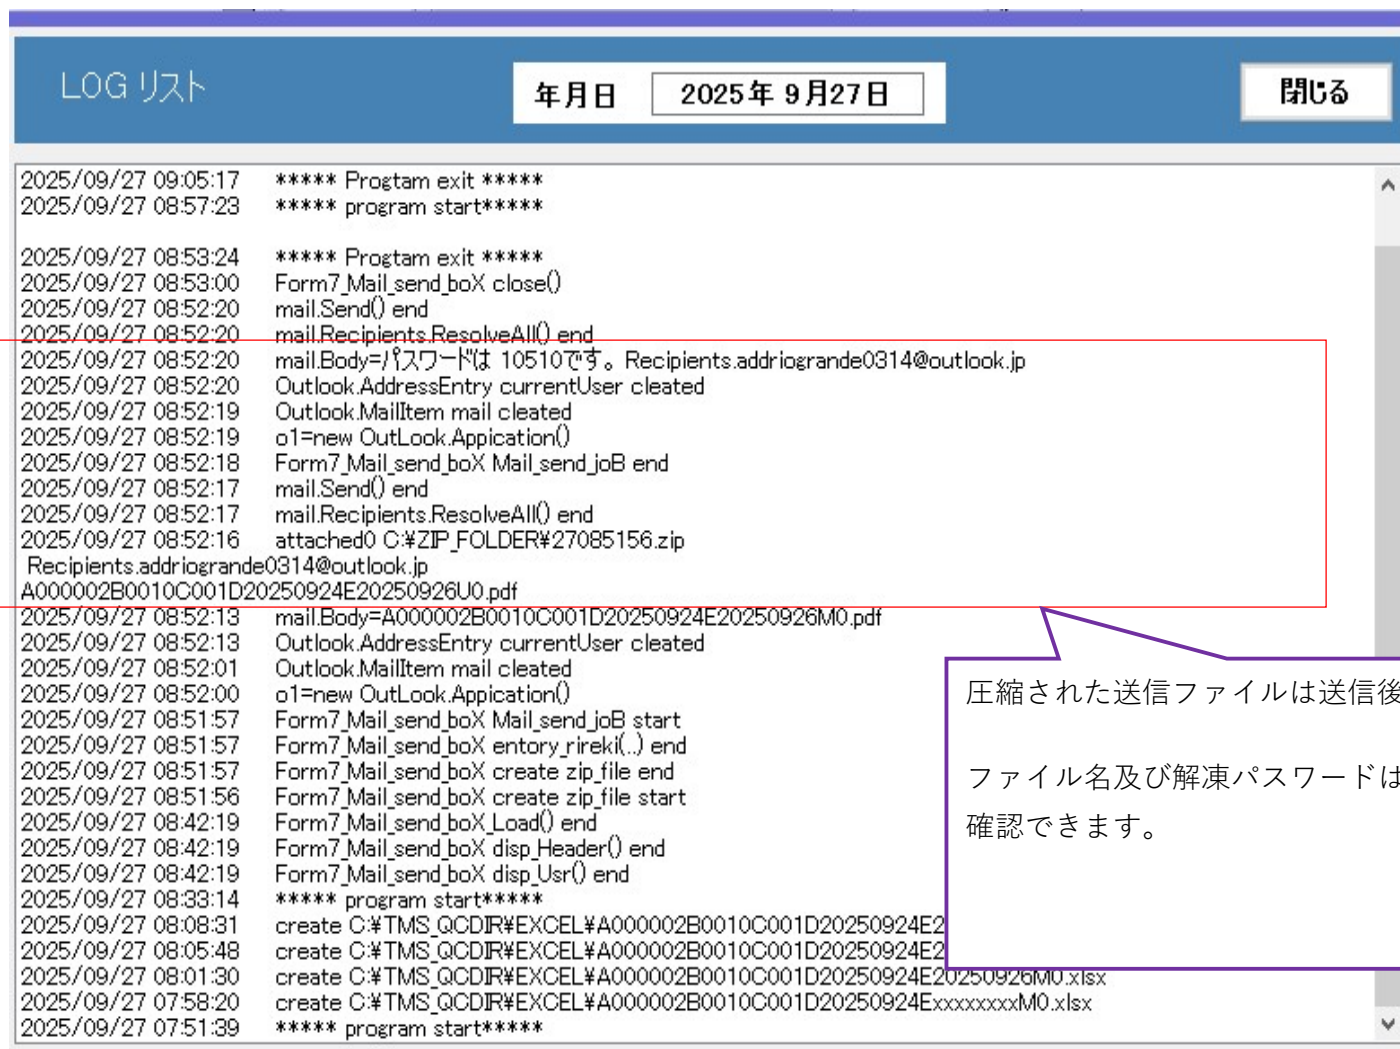 LOG リスト
年月日 2025年 9月27日
閉じる
2025/09/27 09:05:17 ***** Progtam exit *****
2025/09/27 08:57:23 ***** program start*****
2025/09/27 08:53:24 ***** Progtam exit *****
2025/09/27 08:53:00 Form7_Mail_send_boX close()
2025/09/27 08:52:20 mail.Send() end
2025/09/27 08:52:20 mail.Recipients.ResolveAll() end
2025/09/27 08:52:20 mail.Body=パスワードは 10510です。Recipients.addriogrande0314@outlook.jp
2025/09/27 08:52:20 Outlook.AddressEntry currentUser cleated
2025/09/27 08:52:19 Outlook.MailItem mail cleated
2025/09/27 08:52:19 o1=new OutLook.Appication()
2025/09/27 08:52:18 Form7_Mail_send_boX Mail_send_joB end
2025/09/27 08:52:17 mail.Send() end
2025/09/27 08:52:17 mail.Recipients.ResolveAll() end
2025/09/27 08:52:16 attached0 C:¥ZIP_FOLDER¥27085156.zip
Recipients.addriogrande0314@outlook.jp
A000002B0010C001D20250924E20250926U0.pdf
2025/09/27 08:52:13 mail.Body=A000002B0010C001D20250924E20250926M0.pdf
2025/09/27 08:52:13 Outlook.AddressEntry currentUser cleated
2025/09/27 08:52:01 Outlook.MailItem mail cleated
2025/09/27 08:52:00 o1=new OutLook.Appication()
2025/09/27 08:51:57 Form7_Mail_send_boX Mail_send_joB start
2025/09/27 08:51:57 Form7_Mail_send_boX entory_rireki(..) end
2025/09/27 08:51:57 Form7_Mail_send_boX create zip_file end
2025/09/27 08:51:56 Form7_Mail_send_boX create zip_file start
2025/09/27 08:42:19 Form7_Mail_send_boX_Load() end
2025/09/27 08:42:19 Form7_Mail_send_boX disp_Header() end
2025/09/27 08:42:19 Form7_Mail_send_boX disp_Usr() end
2025/09/27 08:33:14 ***** program start*****
2025/09/27 08:08:31 create C:¥TMS_QCDIR¥EXCEL¥A000002B0010C001D20250924E2
2025/09/27 08:05:48 create C:¥TMS_QCDIR¥EXCEL¥A000002B0010C001D20250924E2
2025/09/27 08:01:30 create C:¥TMS_QCDIR¥EXCEL¥A000002B0010C001D20250924E20250926M0.xlsx
2025/09/27 07:58:20 create C:¥TMS_QCDIR¥EXCEL¥A000002B0010C001D20250924ExxxxxxxxM0.xlsx
2025/09/27 07:51:39 ***** program start*****
圧縮された送信ファイルは送信後
ファイル名及び解凍パスワードは
確認できます。